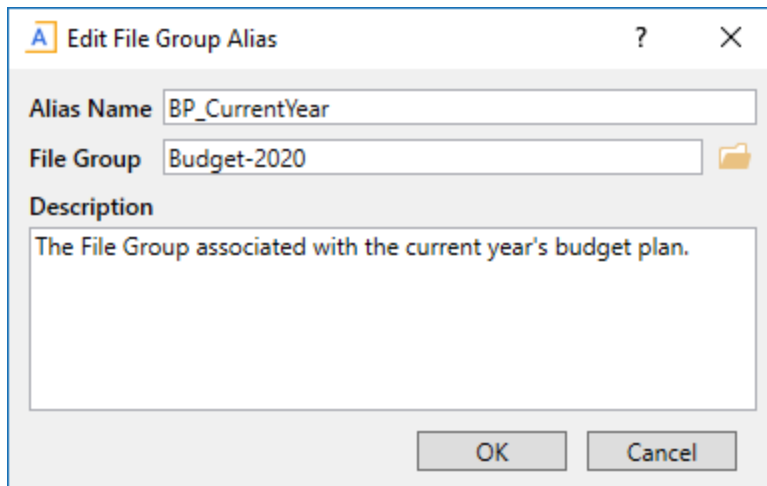 A Edit File Group Alias ?
Alias Name BP_CurrentYear
File Group Budget-2020
Description
The File Group associated with the current year's budget plan.
OK Cancel